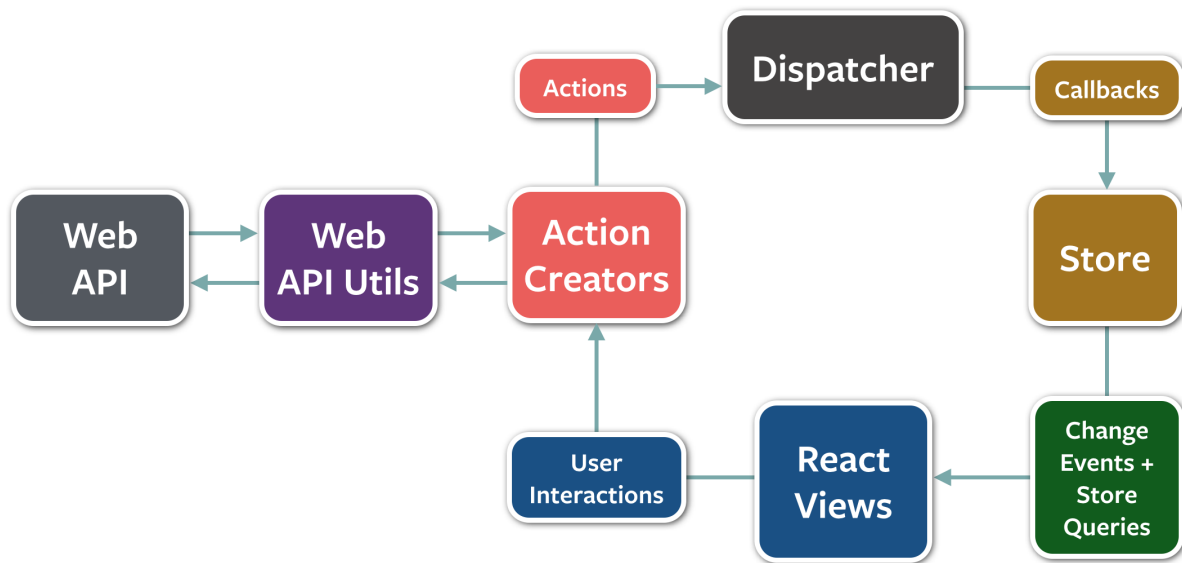 Dispatcher
Actions
Callbacks
Web
API
Web
API Utils
Action
Creators
Store
User
Interactions
React
Views
Change
Events +
Store
Queries